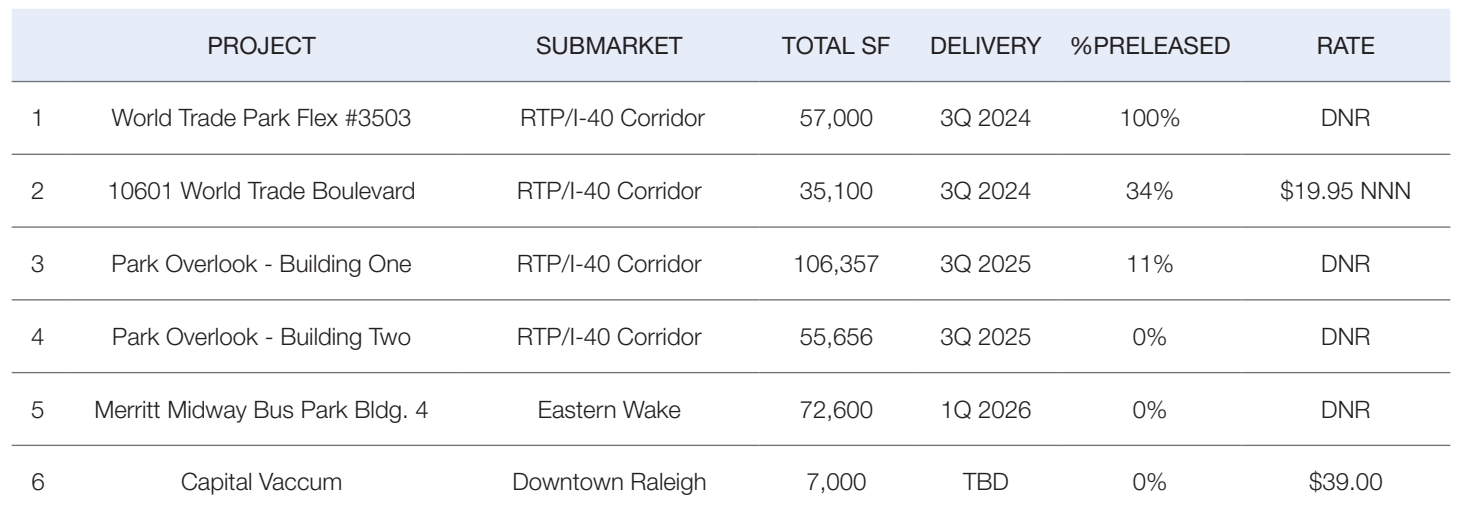 PROJECT SUBMARKET TOTAL SF DELIVERY %PRELEASED RATE
1 World Trade Park Flex #3503 RTP/I-40 Corridor 57,000 3Q 2024 100% DNR
2 10601 World Trade Boulevard RTP/I-40 Corridor 35,100 3Q 2024 34% $19.95 NNN
3 Park Overlook - Building One RTP/I-40 Corridor 106,357 3Q 2025 11% DNR
4 Park Overlook - Building Two RTP/I-40 Corridor 55,656 3Q 2025 0% DNR
5 Merritt Midway Bus Park Bldg. 4 Eastern Wake 72,600 1Q 2026 0% DNR
6 Capital Vaccum Downtown Raleigh 7,000 TBD 0% $39.00